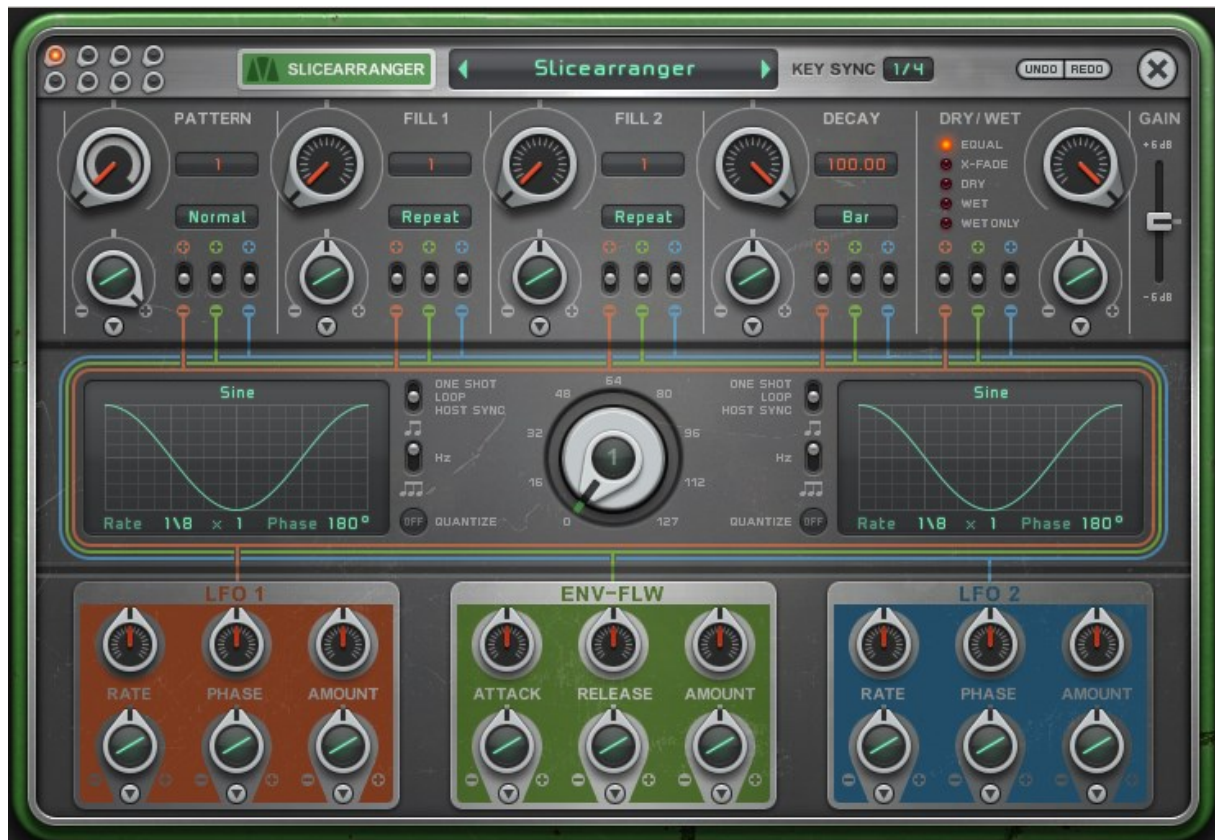 SLICEARRANGER
Slicearranger
KEY SYNC 1/4
UNDO REDO
PATTERN
FILL 1
FILL 2
DECAY
DRY/WET
GAIN
1
1
1
100.00
EQUAL
X-FADE
DRY
WET
WET ONLY
+6 dB
-6 dB
Normal
Repeat
Repeat
Bar
Sine
Rate 1\8 x 1 Phase 180°
ONE SHOT
LOOP
HOST SYNC
Hz
OFF QUANTIZE
0
16
32
48
64
80
96
112
127
1
ONE SHOT
LOOP
HOST SYNC
Hz
QUANTIZE OFF
Sine
Rate 1\8 x 1 Phase 180°
LFO 1
RATE PHASE AMOUNT
ENV-FLW
ATTACK RELEASE AMOUNT
LFO 2
RATE PHASE AMOUNT